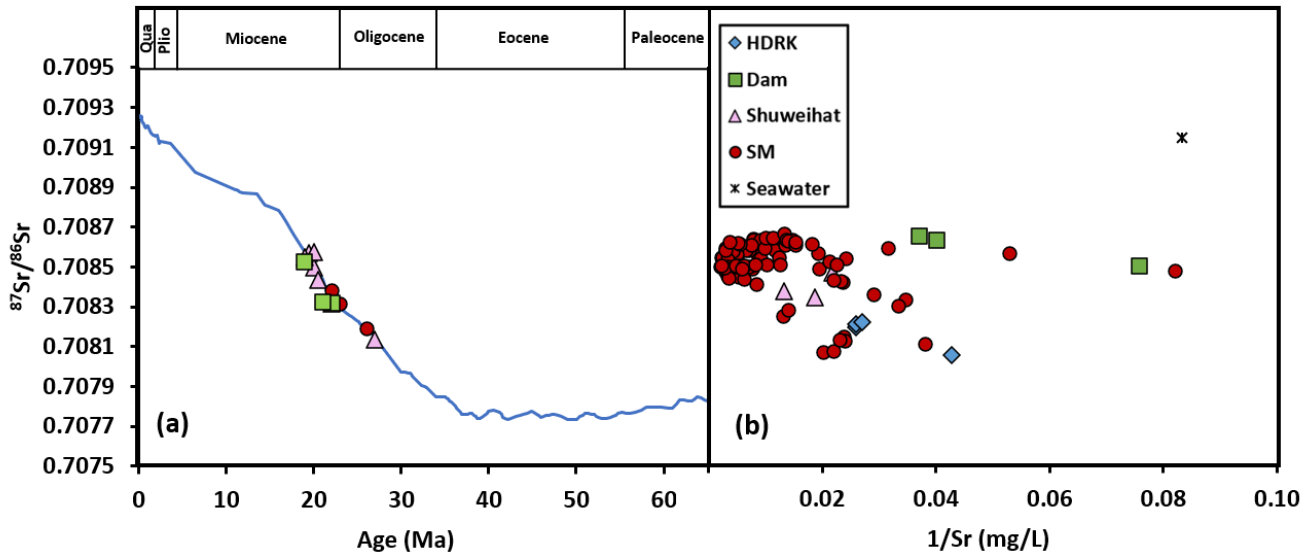 Qua
Plio
Miocene
Oligocene
Eocene
Paleocene
0.7095
0.7093
0.7091
0.7089
0.7087
0.7085
0.7083
0.7081
0.7079
0.7077
0.7075
87Sr/86Sr
(a)
0 10 20 30 40 50 60
Age (Ma)
HDRK
Dam
Shuweihat
SM
Seawater
(b)
0.02 0.04 0.06 0.08 0.10
1/Sr (mg/L)